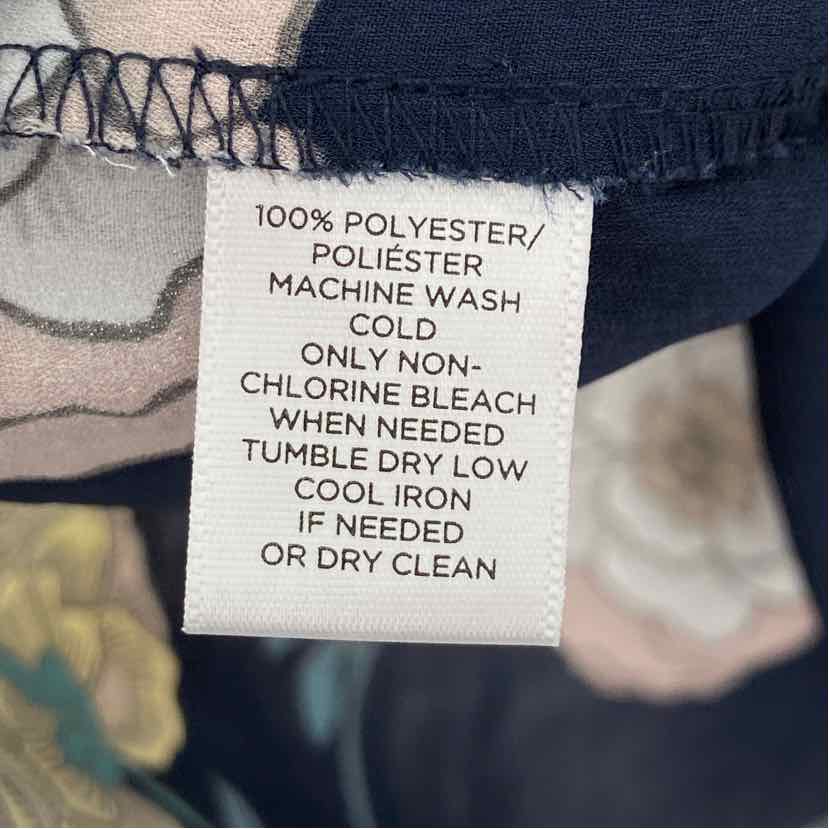 100% POLYESTER/
POLIÉSTER
MACHINE WASH
COLD
ONLY NON-
CHLORINE BLEACH
WHEN NEEDED
TUMBLE DRY LOW
COOL IRON
IF NEEDED
OR DRY CLEAN